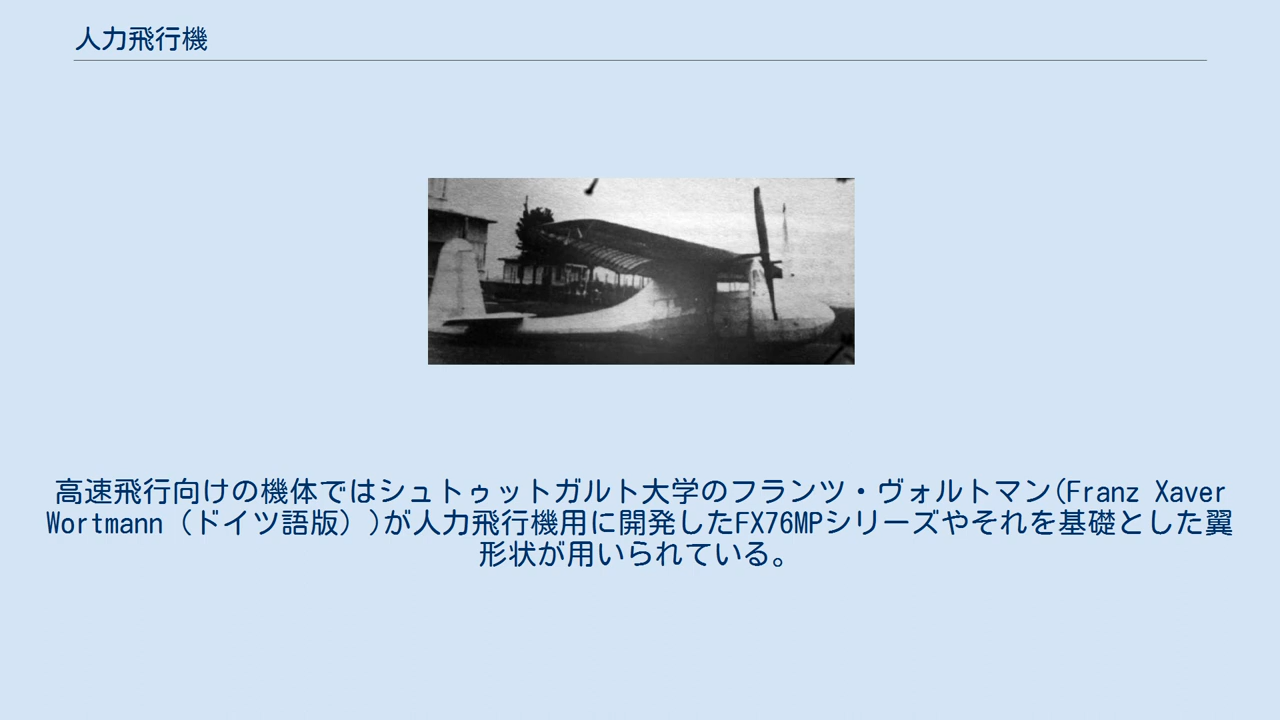 人力飛行機
高速飛行向けの機体ではシュトゥットガルト大学のフランツ・ヴォルトマン(Franz Xaver
Wortmann（ドイツ語版）)が人力飛行機用に開発したFX76MPシリーズやそれを基礎とした翼
形状が用いられている。